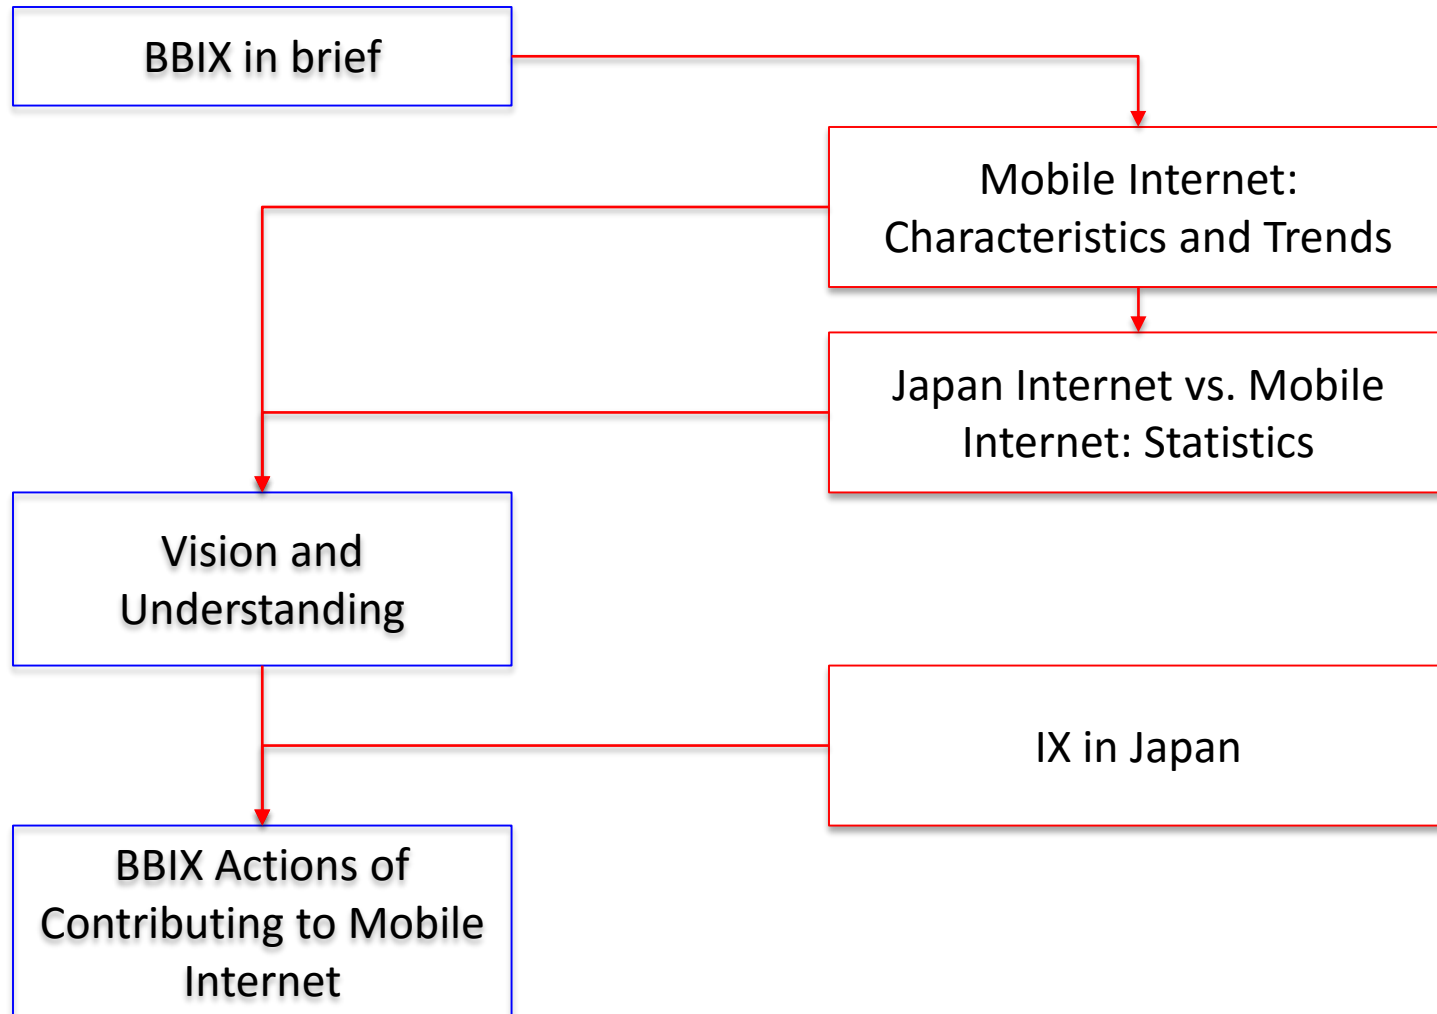 BBIX in brief
Mobile Internet:
Characteristics and Trends
Japan Internet vs. Mobile
Internet: Statistics
Vision and
Understanding
IX in Japan
BBIX Actions of
Contributing to Mobile
Internet